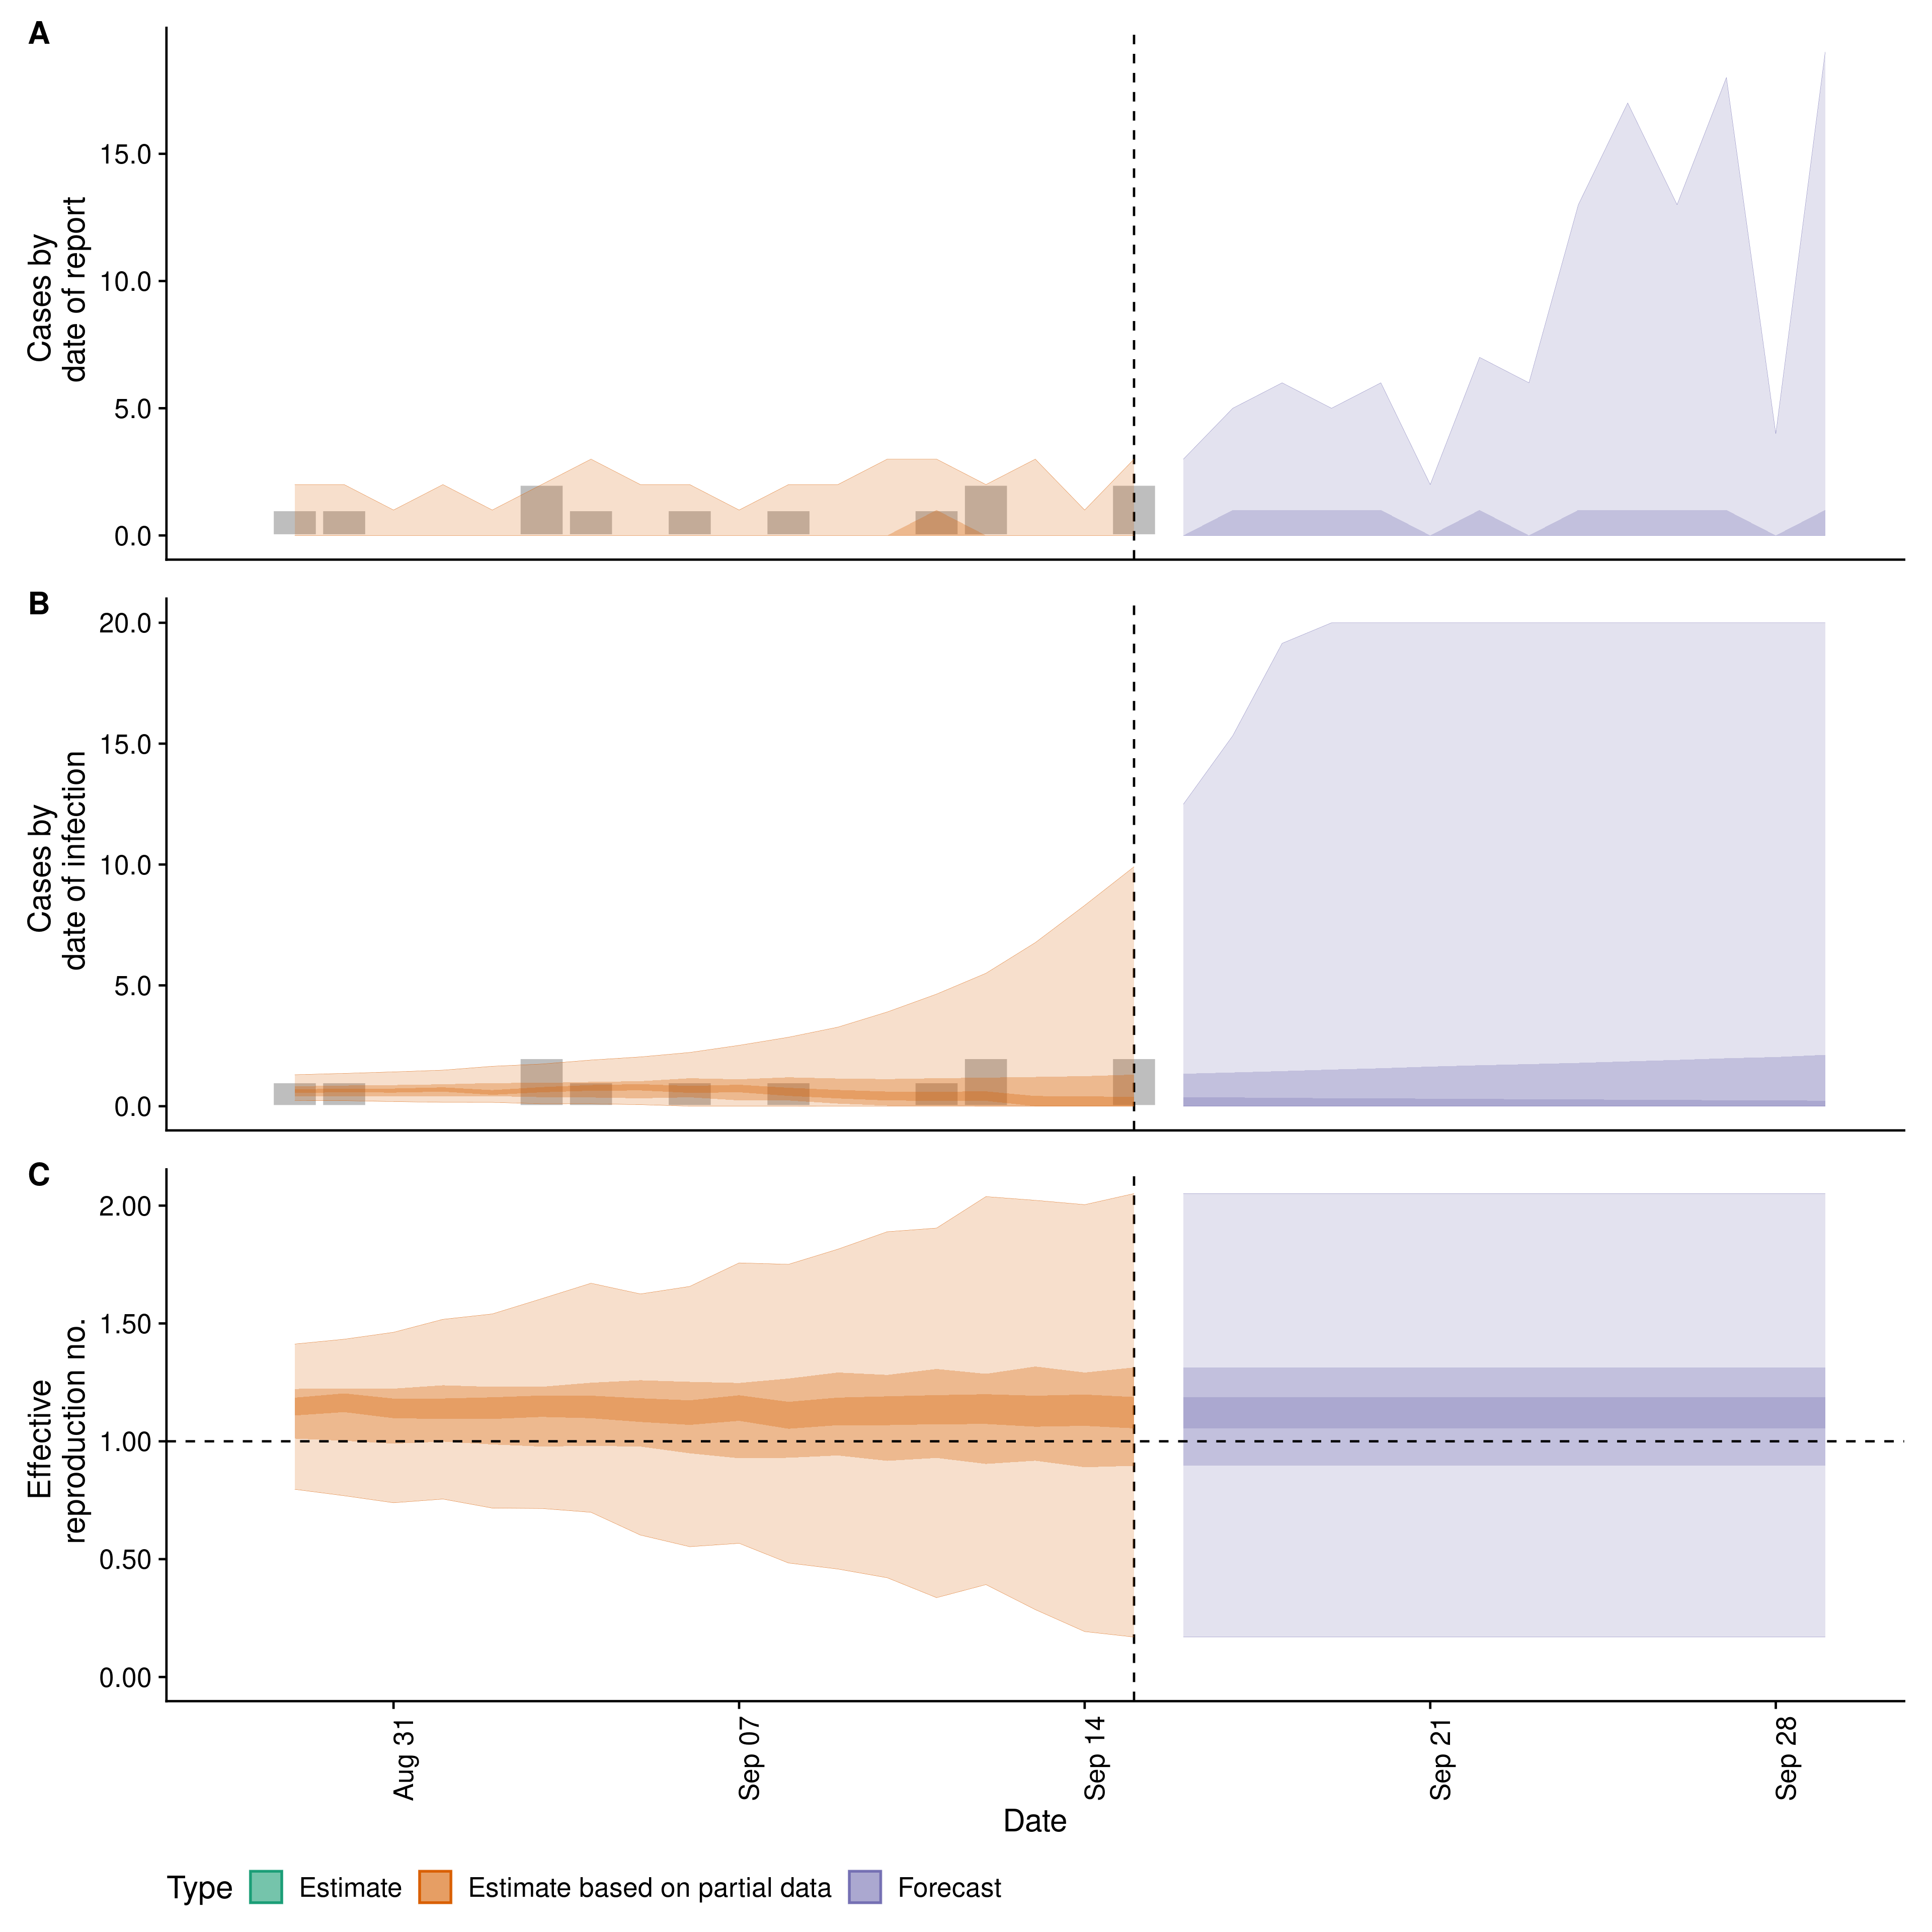 A
Cases by
date of report
15.0
10.0
5.0
0.0
B
Cases by
date of infection
20.0
15.0
10.0
5.0
0.0
C
Effective
reproduction no.
2.00
1.50
1.00
0.50
0.00
Aug 31
Sep 07
Sep 14
Sep 21
Sep 28
Date
Type
Estimate
Estimate based on partial data
Forecast